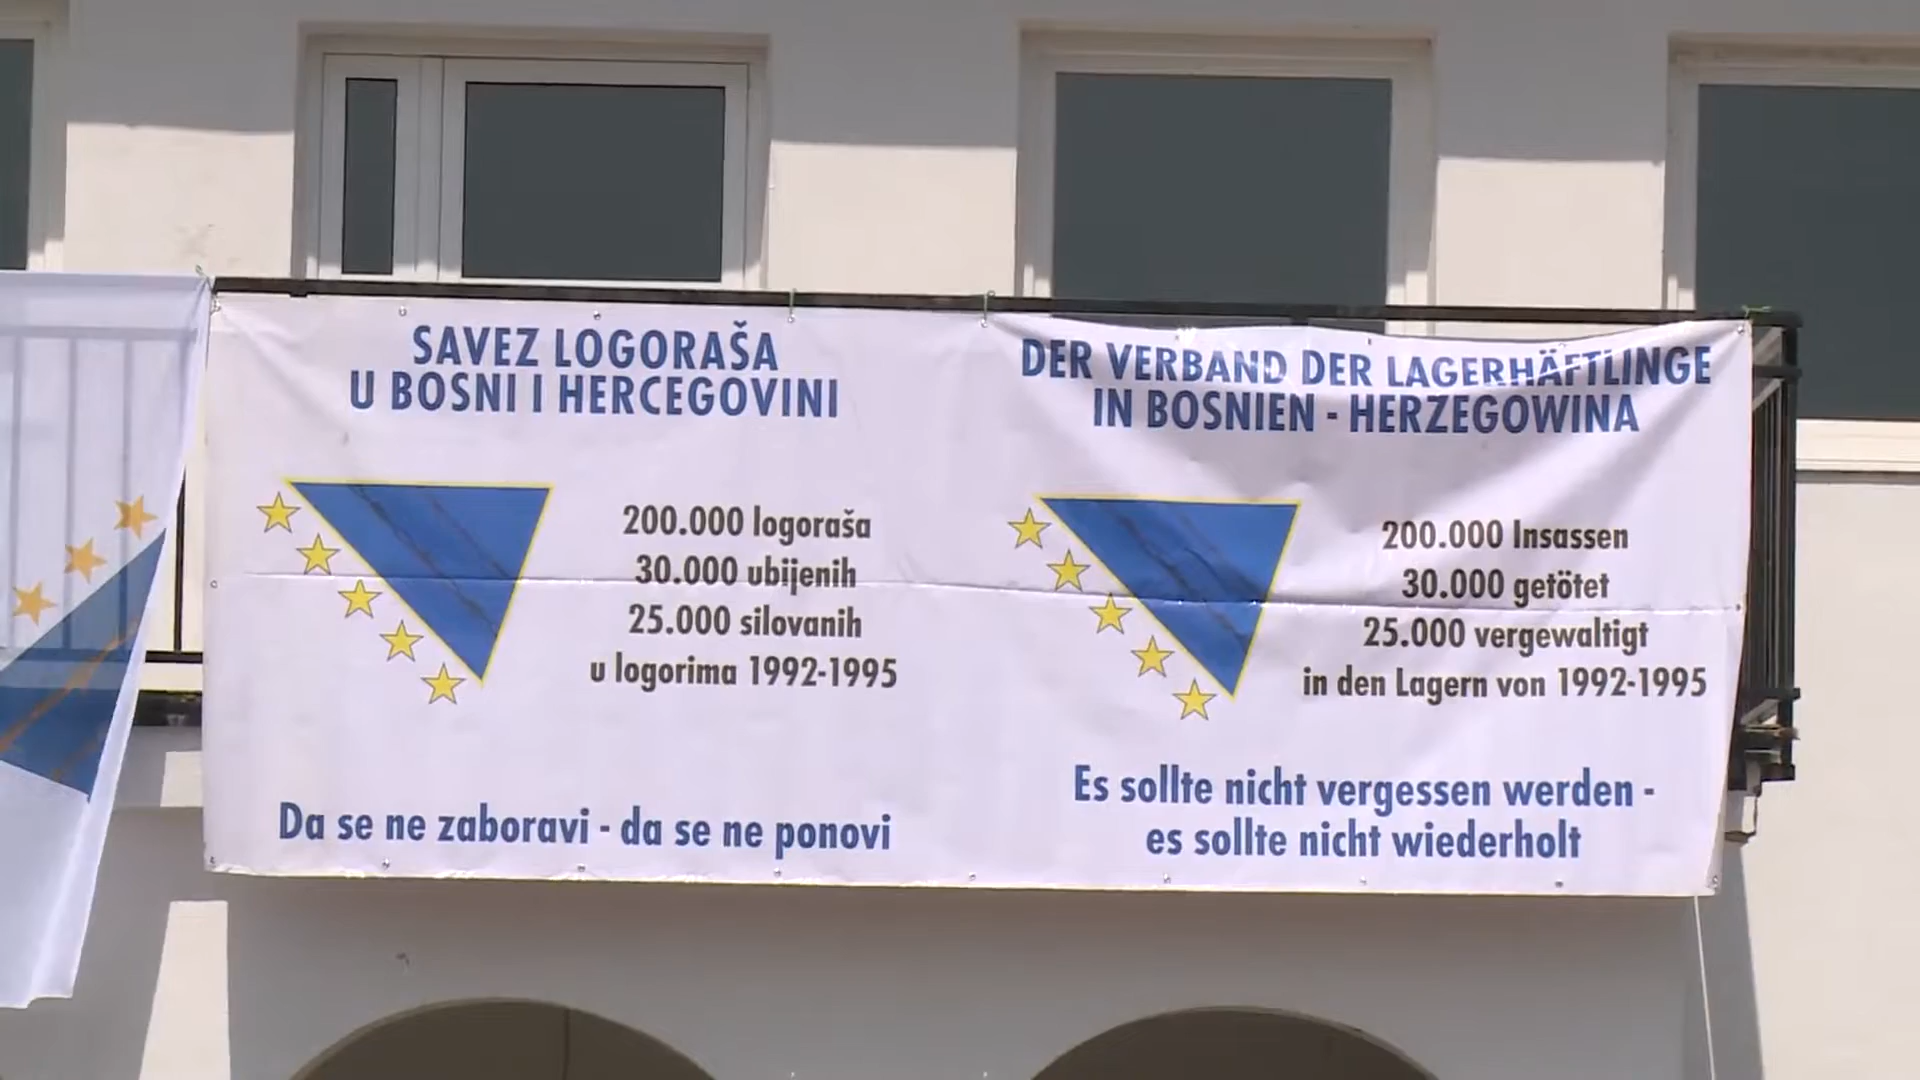 SAVEZ LOGORAŠA
U BOSNI I HERCEGOVINI
200.000 logoraša
30.000 ubijenih
25.000 silovanih
u logorima 1992-1995
Da se ne zaboravi - da se ne ponovi
DER VERBAND DER LAGERHÄFTLINGE
IN BOSNIEN - HERZEGOWINA
200.000 Insassen
30.000 getötet
25.000 vergewaltigt
in den Lagern von 1992-1995
Es sollte nicht vergessen werden -
es sollte nicht wiederholt